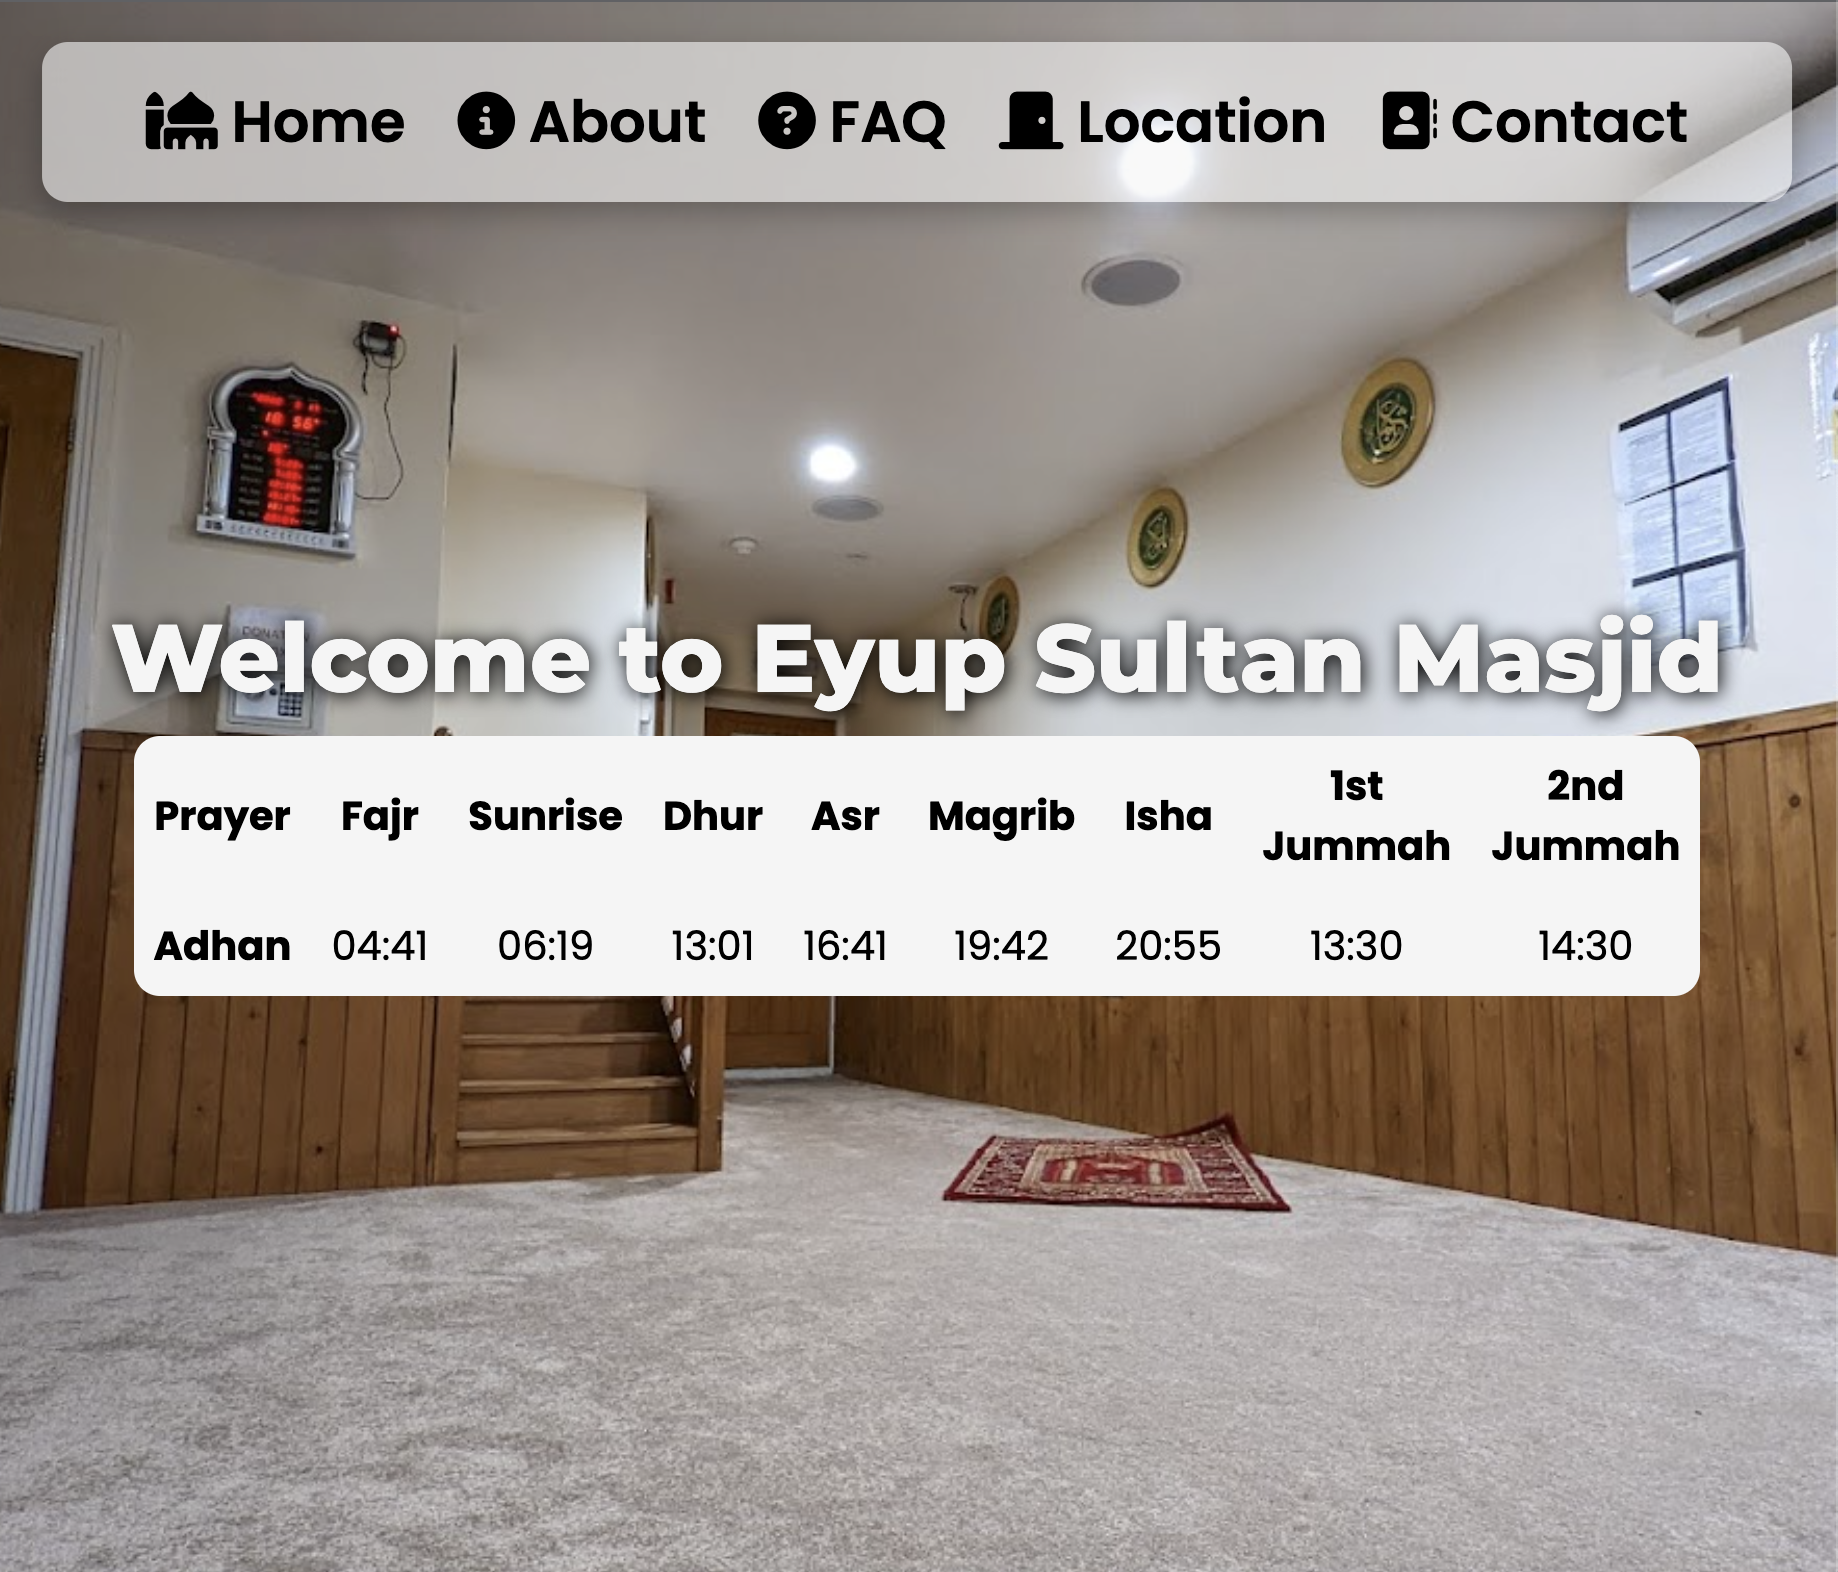 Home About FAQ Location Contact
Welcome to Eyup Sultan Masjid
Prayer Fajr Sunrise Dhur Asr Magrib Isha 1st Jummah 2nd Jummah
Adhan 04:41 06:19 13:01 16:41 19:42 20:55 13:30 14:30